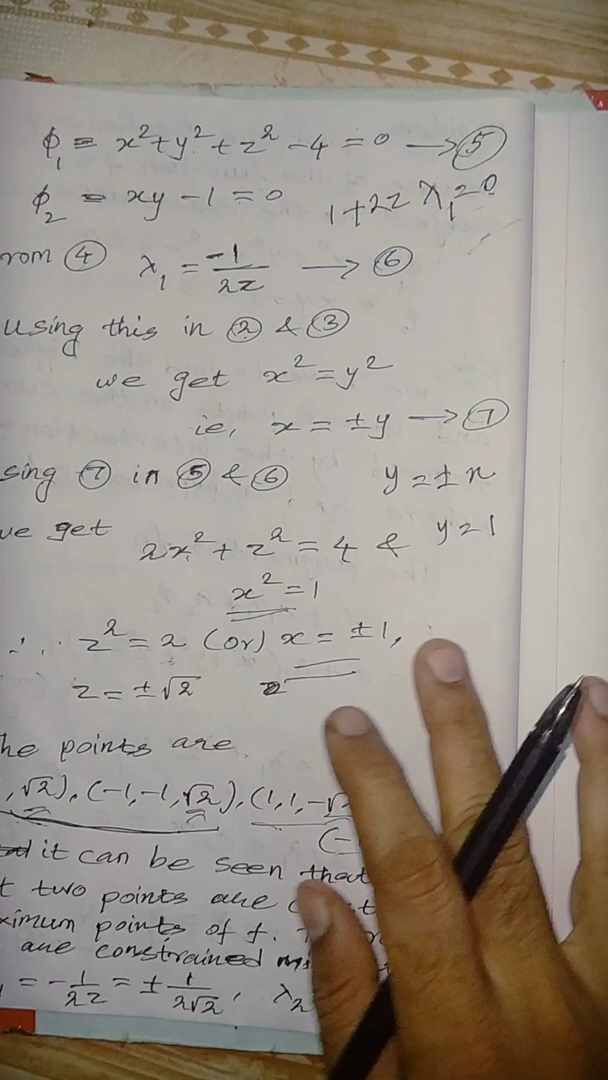 ϕ₁ = x²+y²+z²-4=0 → ⑤
ϕ₂ = xy-1=0 1+2zλ₁=0
rom ④ λ₁ = -1/2z → ⑥
using this in ② & ③
we get x²=y²
ie, x=±y → ⑦
sing ⑦ in ⑤ & ⑥ y=±x
we get 2x²+z²=4 & y=1
x²=1
∴ z²=2 (or) x=±1,
z=±√2
he points are
,√2), (-1,-1,√2), (1,1,-√2
(-
it can be seen that
t two points are
ximum points of f.
are constrained
= -1/2z = ±1/2√2, λ₂